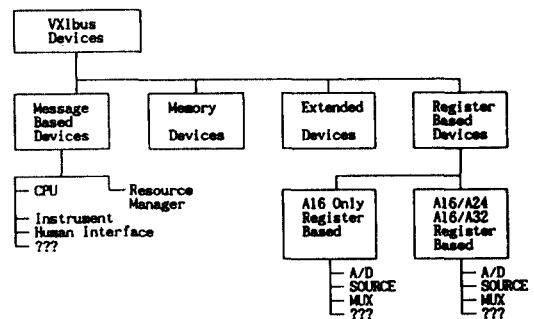 VXIbus
Devices
Message
Based
Devices
Memory
Devices
Extended
Devices
Register
Based
Devices
CPU
Resource
Manager
Instrument
Human Interface
???
A16 Only
Register
Based
A16/A24
A16/A32
Register
Based
A/D
SOURCE
MUX
???
A/D
SOURCE
MUX
???